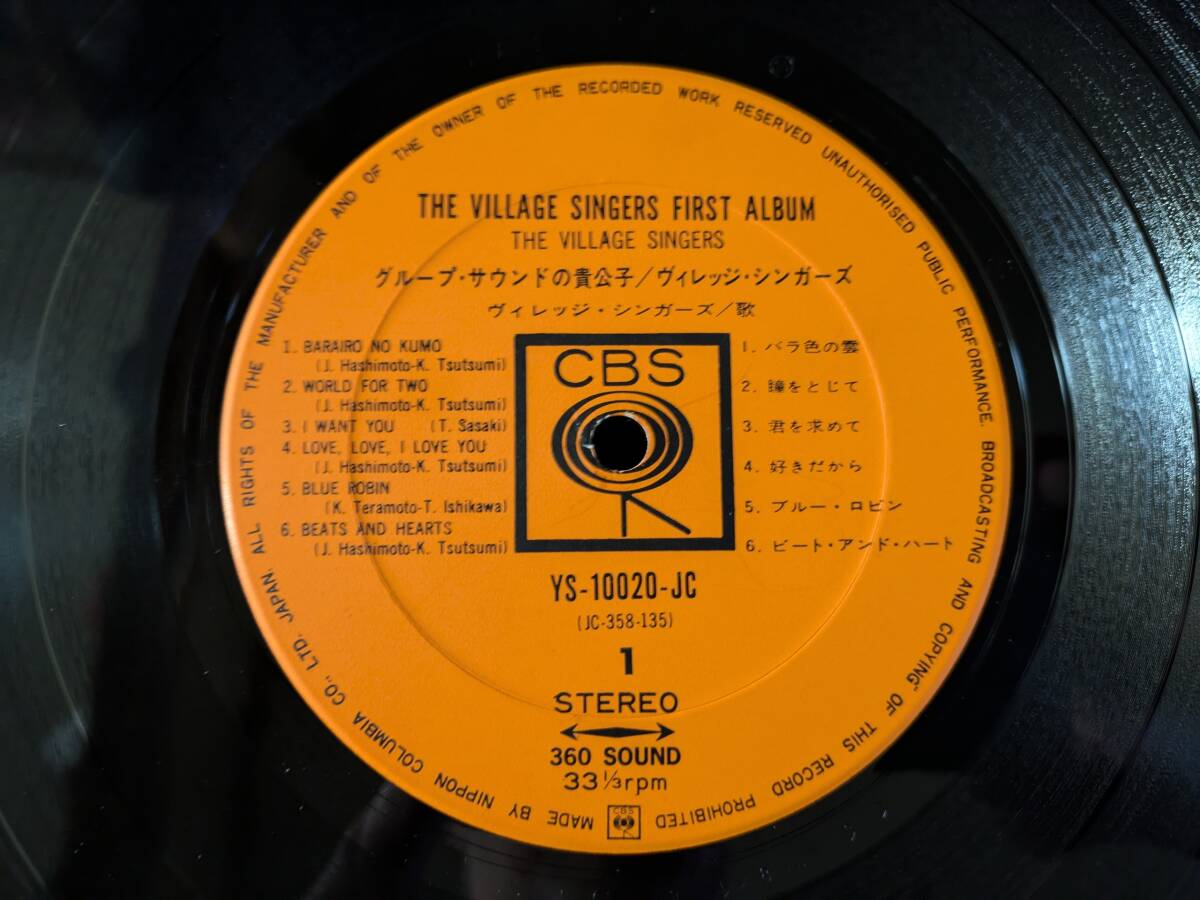 THE VILLAGE SINGERS FIRST ALBUM
THE VILLAGE SINGERS
グループ・サウンドの貴公子/ヴィレッジ・シンガーズ
ヴィレッジ・シンガーズ/歌
1. BARAIRO NO KUMO
(J. Hashimoto-K. Tsutsumi)
2. WORLD FOR TWO
(J. Hashimoto-K. Tsutsumi)
3. I WANT YOU (T. Sasaki)
4. LOVE, LOVE, I LOVE YOU
(J. Hashimoto-K. Tsutsumi)
5. BLUE ROBIN
(K. Teramoto-T. Ishikawa)
6. BEATS AND HEARTS
(J. Hashimoto-K. Tsutsumi)
CBS
1. バラ色の雲
2. 瞳をとじて
3. 君を求めて
4. 好きだから
5. ブルー・ロビン
6. ビート・アンド・ハート
YS-10020-JC
(JC-358-135)
1
STEREO
360 SOUND
33 1/3 rpm
CBS
MADE BY NIPPON COLUMBIA CO., LTD. JAPAN. ALL RIGHTS OF THE MANUFACTURER AND OF THE OWNER OF THE RECORDED WORK RESERVED UNAUTHORISED PUBLIC PERFORMANCE. BROADCASTING AND COPYING OF THIS RECORD PROHIBITED